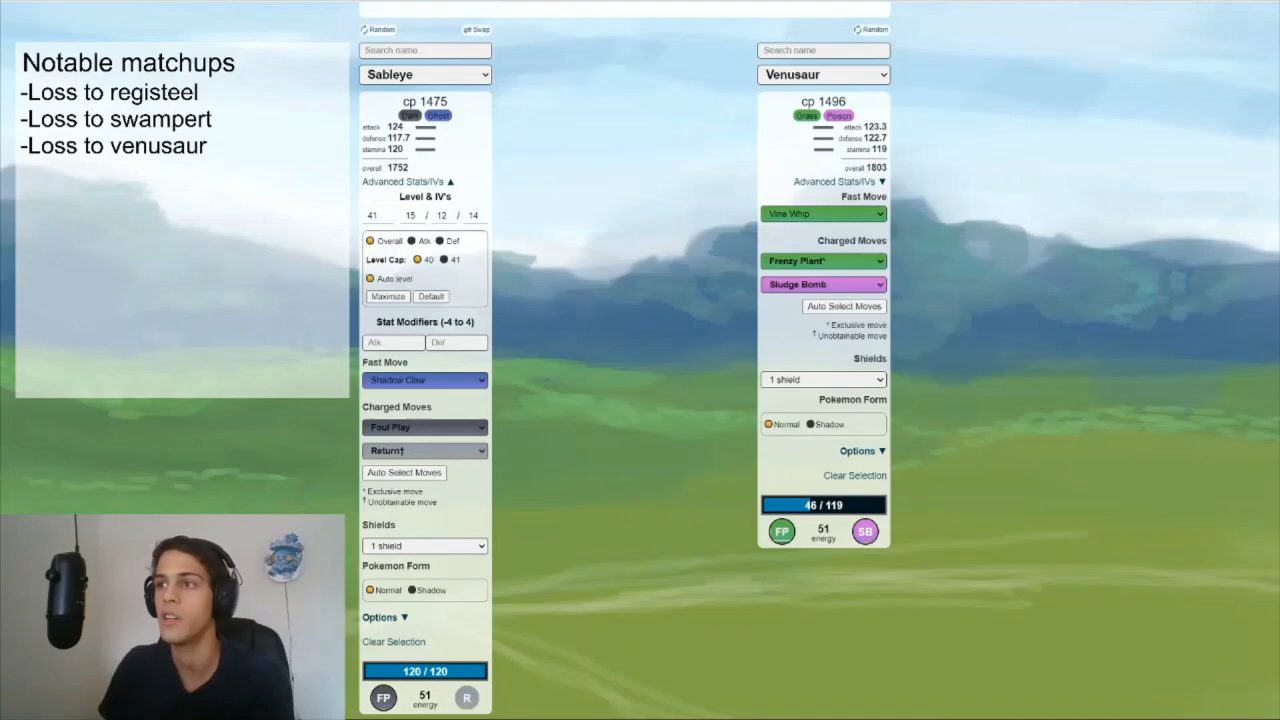 Notable matchups
-Loss to registeel
-Loss to swampert
-Loss to venusaur
Random
Swap
Search name
Sableye
cp 1475
Dark Ghost
attack 124
defense 117.7
stamina 120
overall 1752
Advanced Stats/IVs ▲
Level & IV's
41 15 / 12 / 14
Overall Atk Def
Level Cap: 40 41
Auto level
Maximize Default
Stat Modifiers (-4 to 4)
Atk Def
Fast Move
Shadow Claw
Charged Moves
Foul Play
Return†
Auto Select Moves
* Exclusive move
† Unobtainable move
Shields
1 shield
Pokemon Form
Normal Shadow
Options ▼
Clear Selection
120 / 120
FP 51 energy R
Random
Search name
Venusaur
cp 1496
Grass Poison
attack 123.3
defense 122.7
stamina 119
overall 1803
Advanced Stats/IVs ▼
Fast Move
Vine Whip
Charged Moves
Frenzy Plant*
Sludge Bomb
Auto Select Moves
* Exclusive move
† Unobtainable move
Shields
1 shield
Pokemon Form
Normal Shadow
Options ▼
Clear Selection
46 / 119
FP 51 energy SB